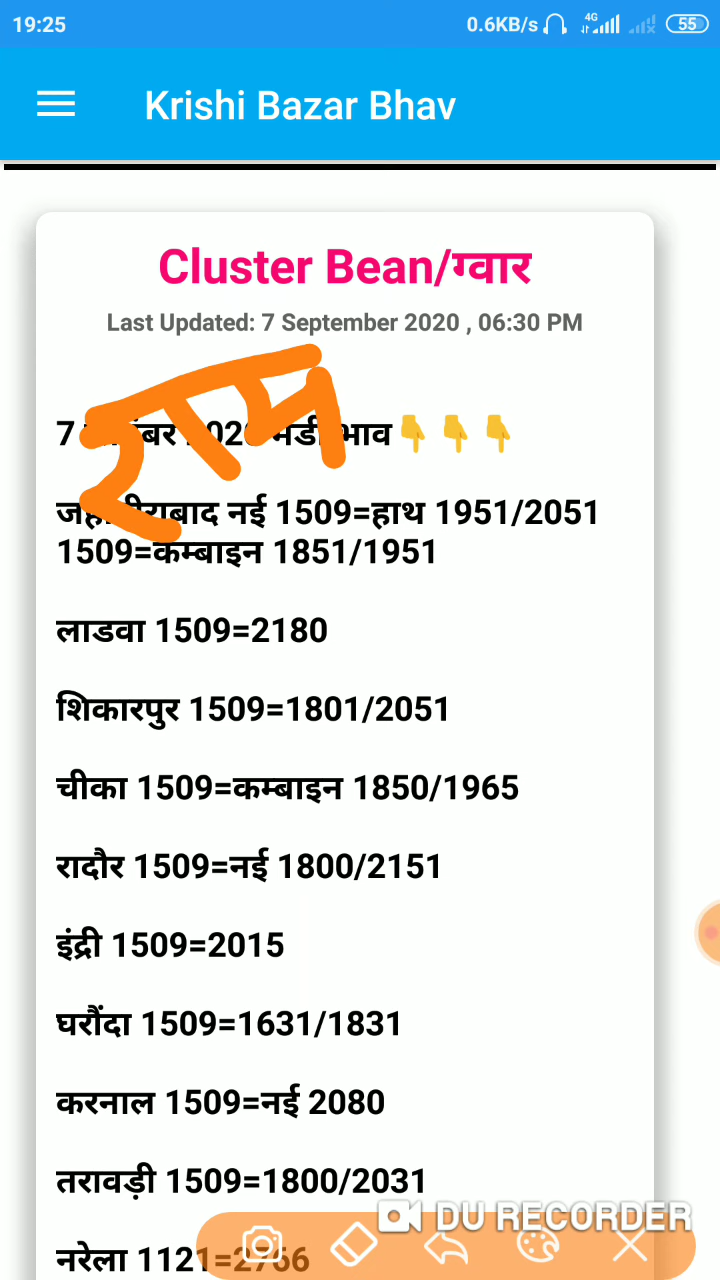 19:25 0.6KB/s 4G 55
Krishi Bazar Bhav
Cluster Bean/ग्वार
Last Updated: 7 September 2020 , 06:30 PM
राम
7 भाव👇👇👇
नई 1509=हाथ 1951/2051
1509=कम्बाइन 1851/1951
लाडवा 1509=2180
शिकारपुर 1509=1801/2051
चीका 1509=कम्बाइन 1850/1965
रादौर 1509=नई 1800/2151
इंद्री 1509=2015
घरौंदा 1509=1631/1831
करनाल 1509=नई 2080
तरावड़ी 1509=1800/2031
DU RECORDER
नरेला 1121=2766